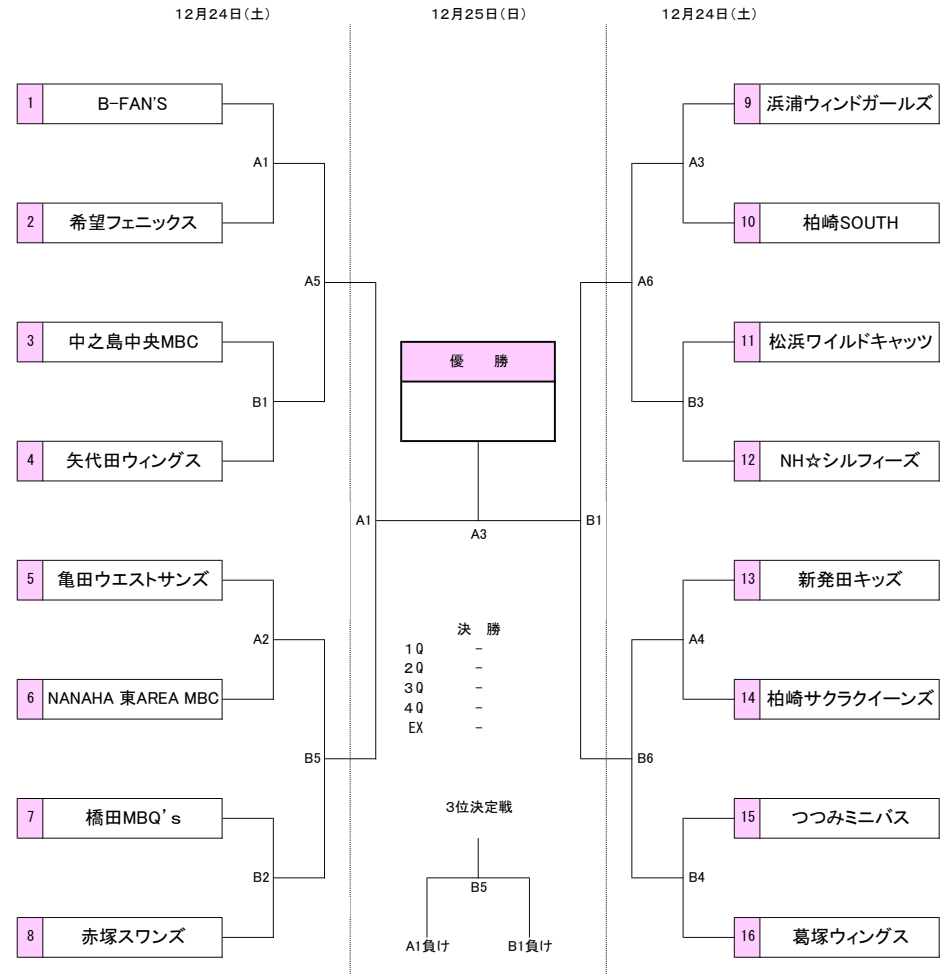 12月24日(土)
12月25日(日)
12月24日(土)
1 B-FAN'S
A1
2 希望フェニックス
A5
3 中之島中央MBC
B1
4 矢代田ウィングス
A1
5 亀田ウエストサンズ
A2
6 NANAHA 東AREA MBC
B5
7 橋田MBQ's
B2
8 赤塚スワンズ
優 勝
A3
決 勝
1Q -
2Q -
3Q -
4Q -
EX -
3位決定戦
B5
A1負け B1負け
9 浜浦ウィンドガールズ
A3
10 柏崎SOUTH
A6
11 松浜ワイルドキャッツ
B3
12 NH☆シルフィーズ
B1
13 新発田キッズ
A4
14 柏崎サクラクイーンズ
B6
15 つつみミニバス
B4
16 葛塚ウィングス